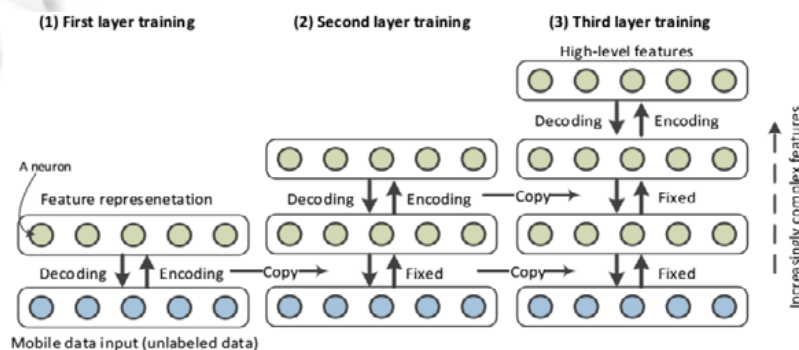 (1) First layer training
(2) Second layer training
(3) Third layer training
High-level features
Decoding
Encoding
A neuron
Feature represenetation
Decoding
Encoding
Copy
Fixed
Decoding
Encoding
Copy
Fixed
Copy
Fixed
Mobile data input (unlabeled data)
Increasingly complex features